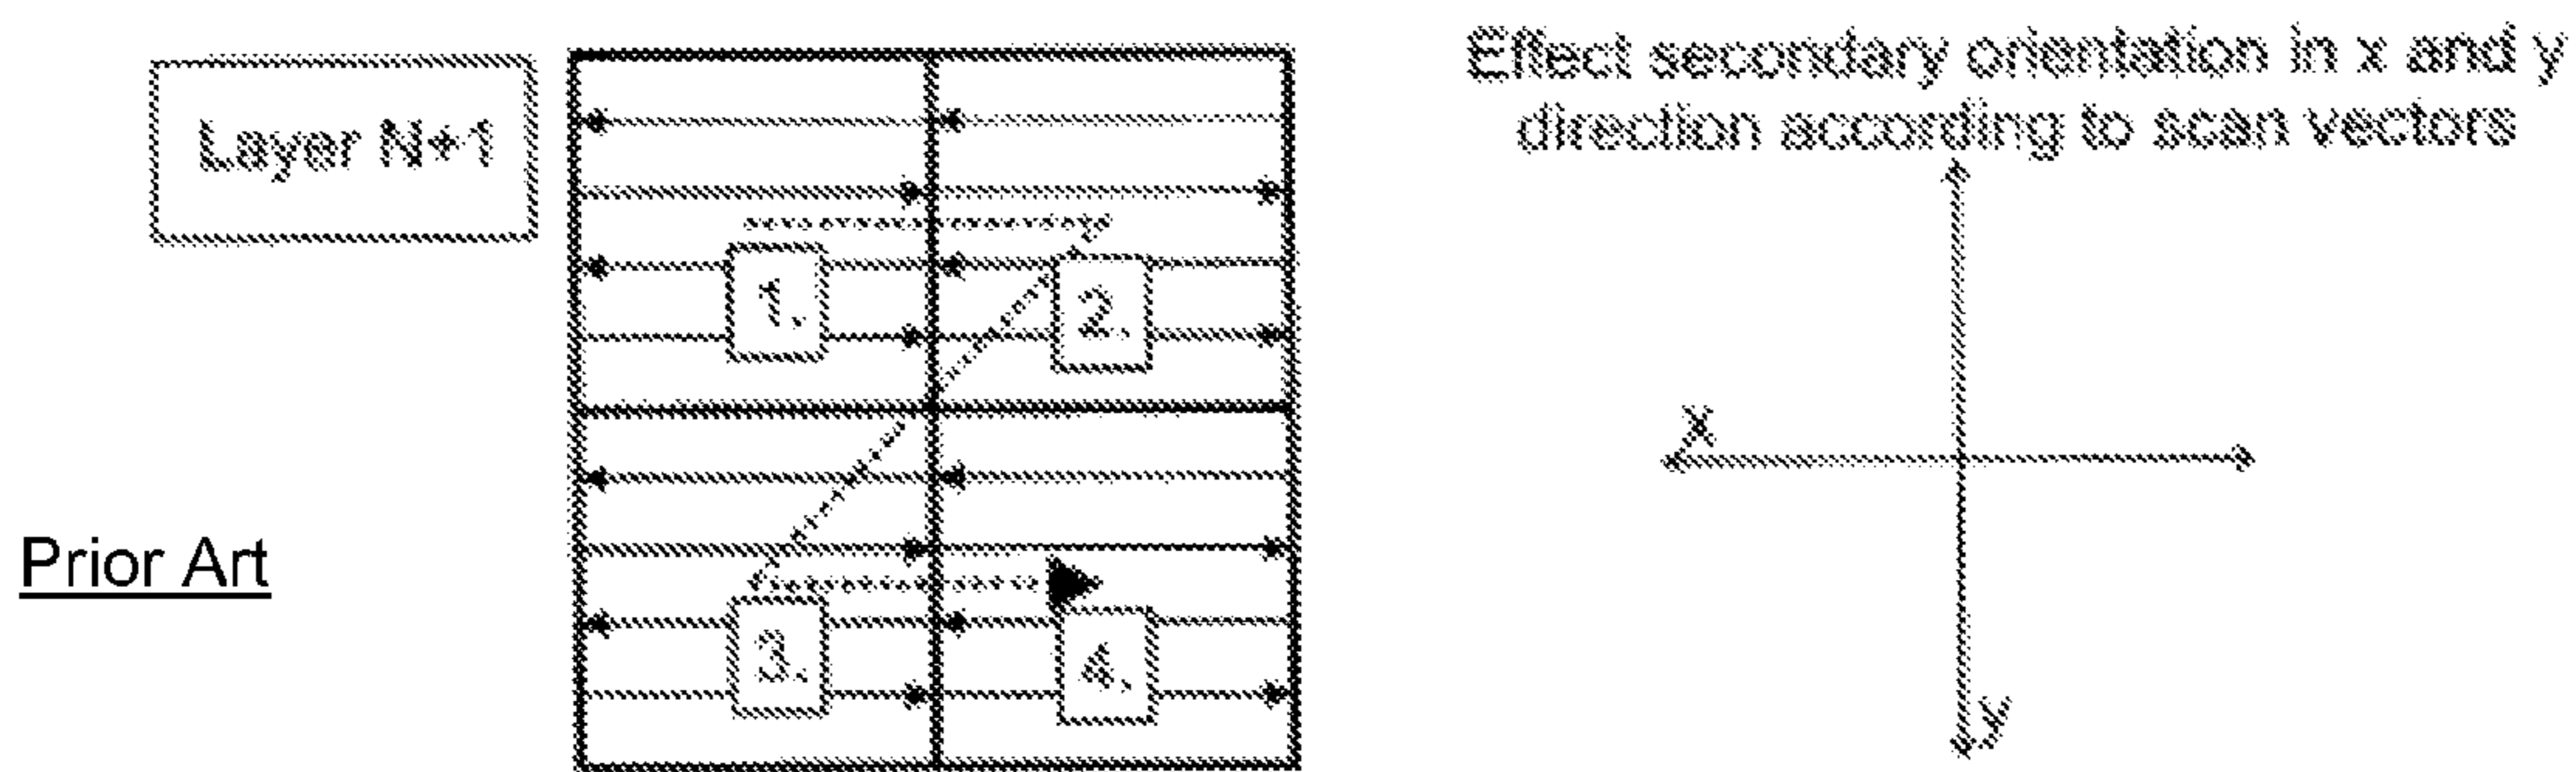 Effect secondary orientation in x and y
direction according to scan vectors
Layer N+1
1.
2.
X
Prior Art
3.
4.
y